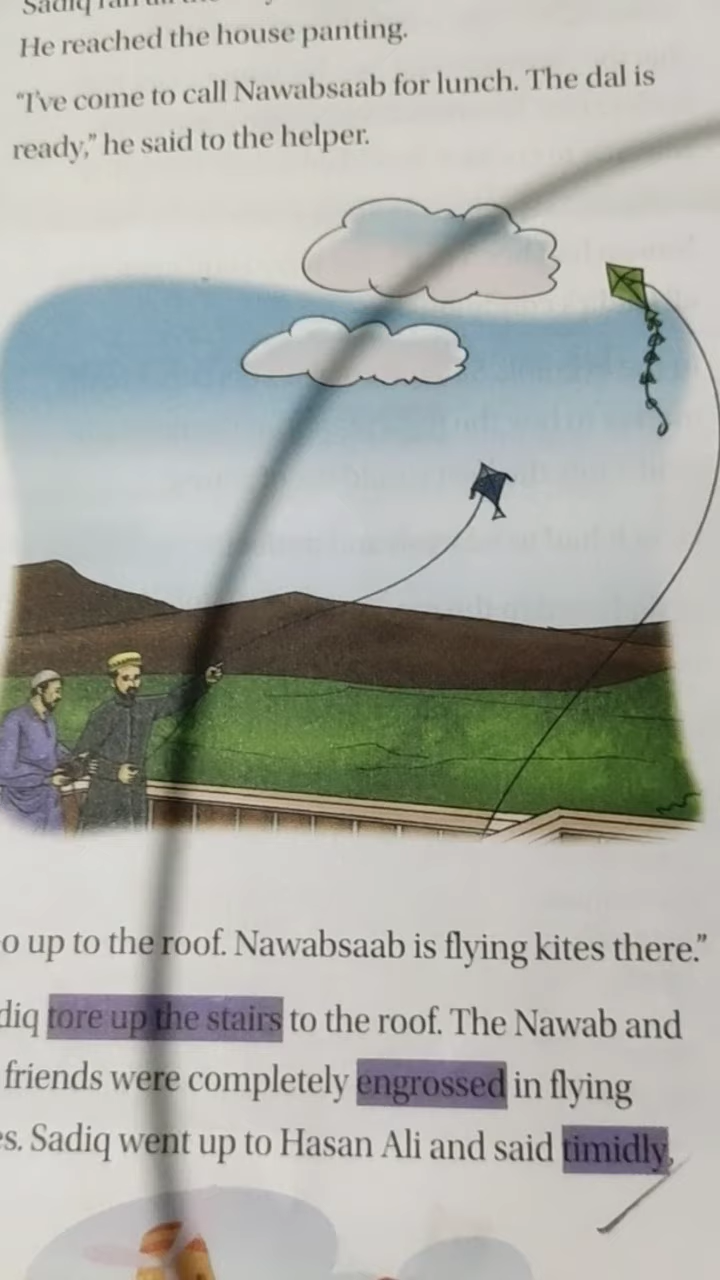 Sadiq ran
He reached the house panting.
“I've come to call Nawabsaab for lunch. The dal is
ready,” he said to the helper.
o up to the roof. Nawabsaab is flying kites there.”
diq tore up the stairs to the roof. The Nawab and
friends were completely engrossed in flying
s. Sadiq went up to Hasan Ali and said timidly,